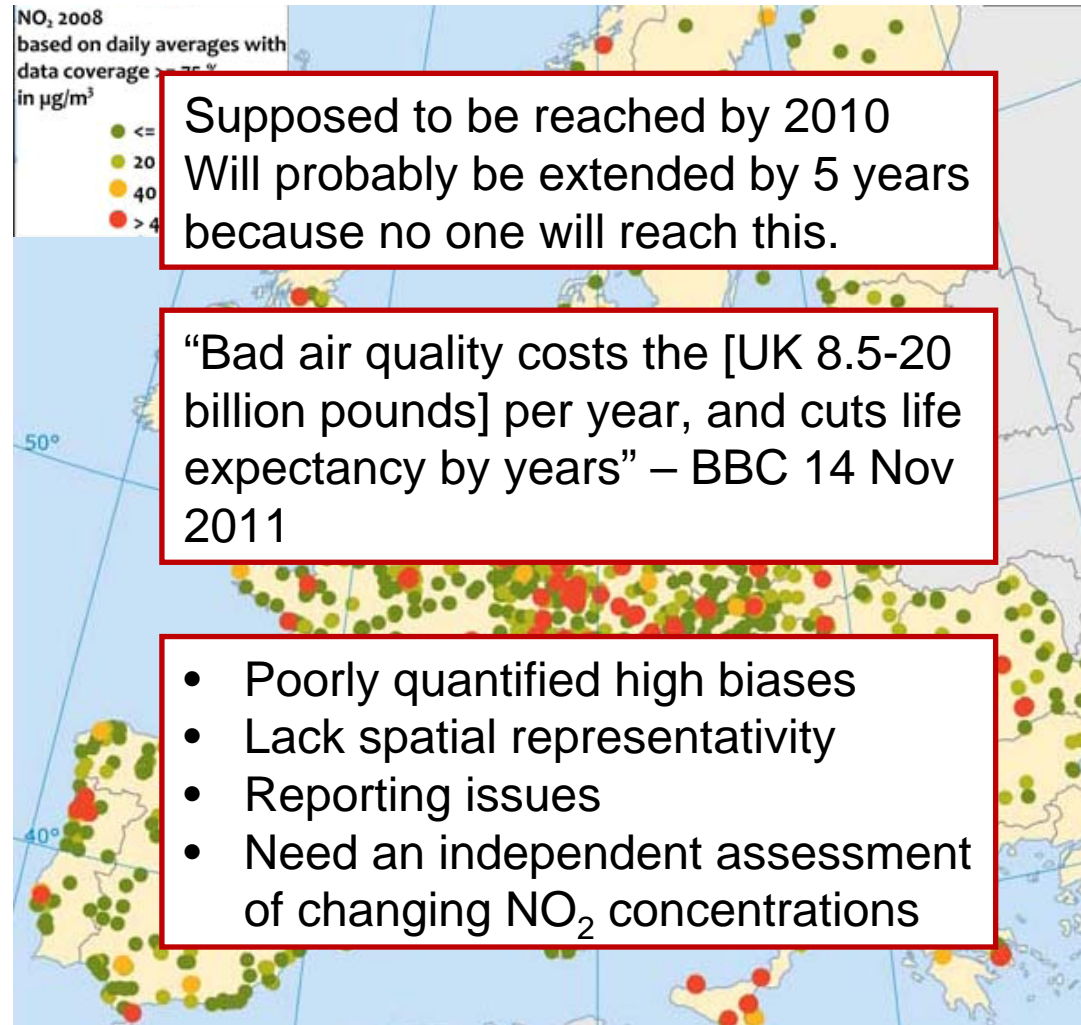 NO₂ 2008
based on daily averages with
data coverage >= 75 %
in µg/m³
<=
20
40
> 4
Supposed to be reached by 2010
Will probably be extended by 5 years
because no one will reach this.
“Bad air quality costs the [UK 8.5-20
billion pounds] per year, and cuts life
expectancy by years” – BBC 14 Nov
2011
50°
• Poorly quantified high biases
• Lack spatial representativity
• Reporting issues
• Need an independent assessment
of changing NO₂ concentrations
40°